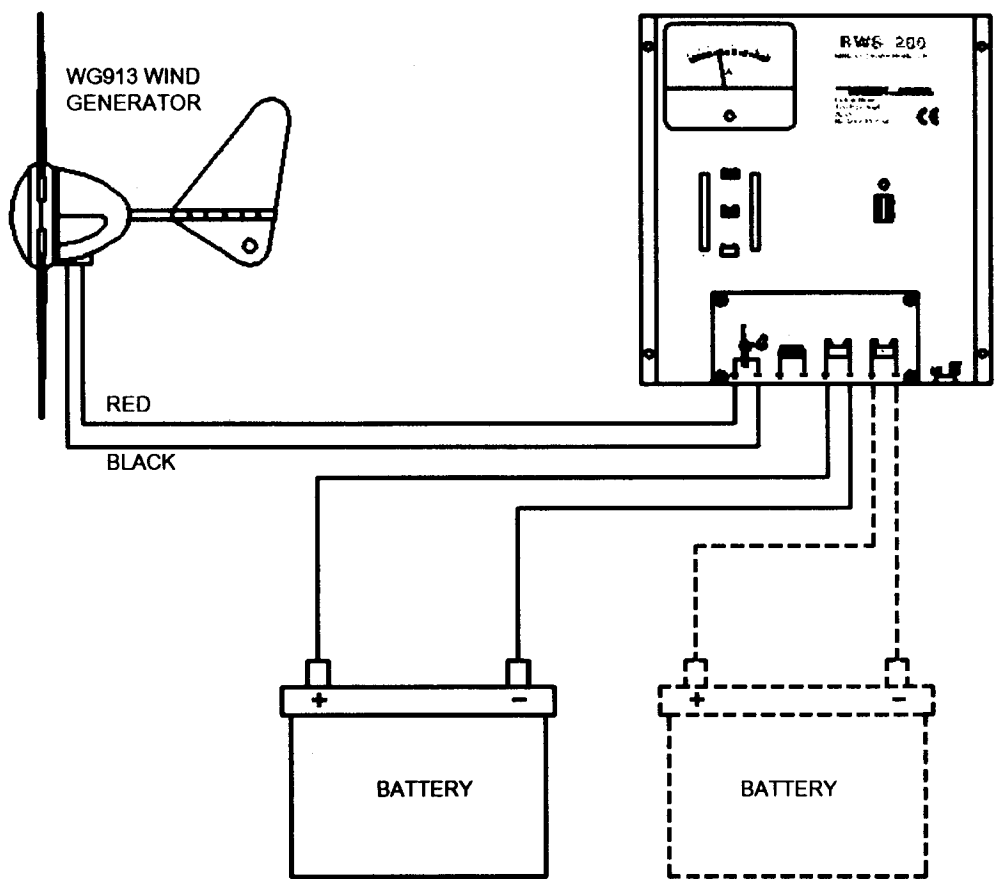 WG913 WIND
GENERATOR
RWS 200
A
CE
RED
BLACK
+
−
+
−
BATTERY
BATTERY